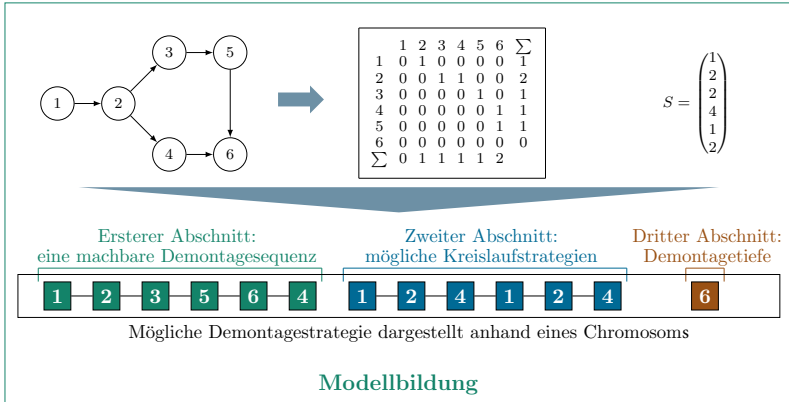 3 5
1 2
4 6
1 2 3 4 5 6 ∑
1 0 1 0 0 0 0 1
2 0 0 1 1 0 0 2
3 0 0 0 0 1 0 1
4 0 0 0 0 0 1 1
5 0 0 0 0 0 1 1
6 0 0 0 0 0 0 0
∑ 0 1 1 1 1 2
S =
1
2
2
4
1
2
Ersterer Abschnitt:
eine machbare Demontagesequenz
Zweiter Abschnitt:
mögliche Kreislaufstrategien
Dritter Abschnitt:
Demontagetiefe
1 2 3 5 6 4 1 2 4 1 2 4 6
Mögliche Demontagestrategie dargestellt anhand eines Chromosoms
Modellbildung